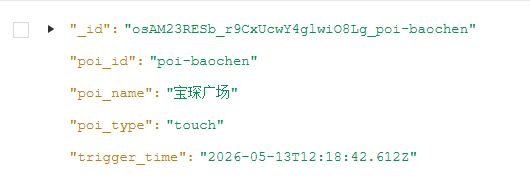 "_id": "osAM23RESb_r9CxUcwY4glwiO8Lg_poi-baochen"
"poi_id": "poi-baochen"
"poi_name": "宝琛广场"
"poi_type": "touch"
"trigger_time": "2026-05-13T12:18:42.612Z"